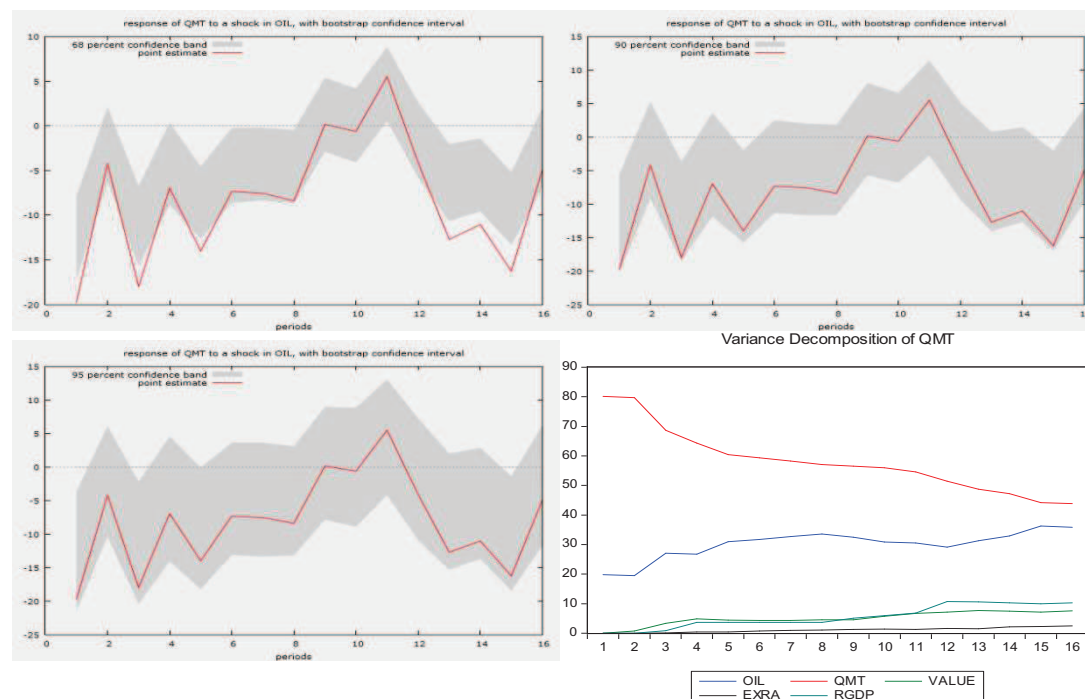 response of QMT to a shock in OIL, with bootstrap confidence interval
68 percent confidence band
point estimate
10
5
0
-5
-10
-15
-20
0 2 4 6 8 10 12 14 16
periods
response of QMT to a shock in OIL, with bootstrap confidence interval
90 percent confidence band
point estimate
15
10
5
0
-5
-10
-15
-20
-25
0 2 4 6 8 10 12 14 1
periods
response of QMT to a shock in OIL, with bootstrap confidence interval
95 percent confidence band
point estimate
15
10
5
0
-5
-10
-15
-20
-25
0 2 4 6 8 10 12 14 16
periods
Variance Decomposition of QMT
90
80
70
60
50
40
30
20
10
0
1 2 3 4 5 6 7 8 9 10 11 12 13 14 15 16
OIL QMT VALUE
EXRA RGDP